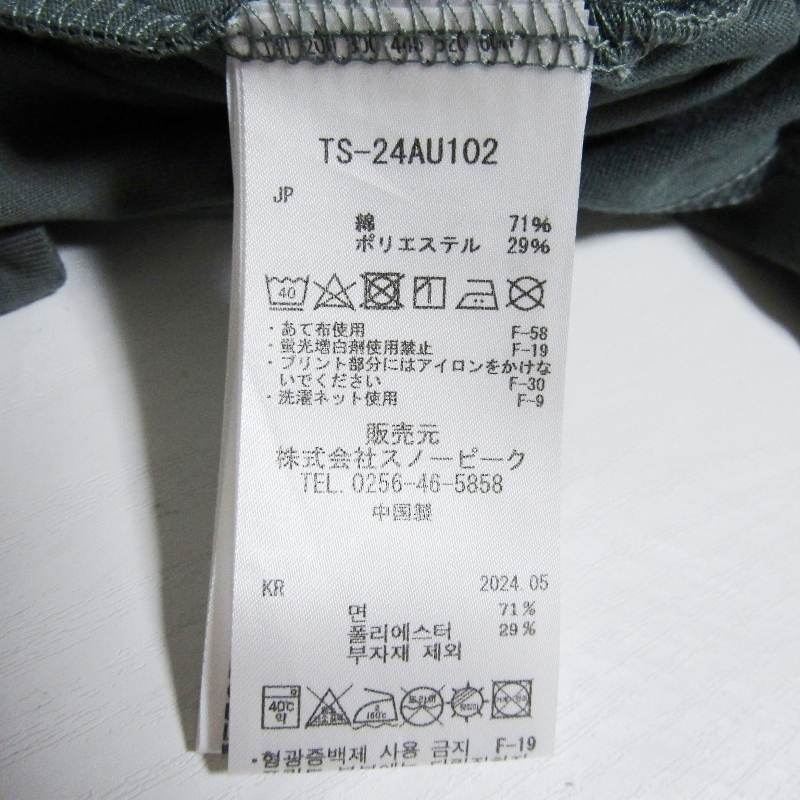 TS-24AU102
JP
綿 71%
ポリエステル 29%
40
・あて布使用 F-58
・蛍光増白剤使用禁止 F-19
・プリント部分にはアイロンをかけな
いでください F-30
・洗濯ネット使用 F-9
販売元
株式会社スノーピーク
TEL. 0256-46-5858
中国製
KR 2024.05
면 71%
폴리에스터 29%
부자재 제외
40℃
약
160℃
드라이
・형광증백제 사용 금지 F-19